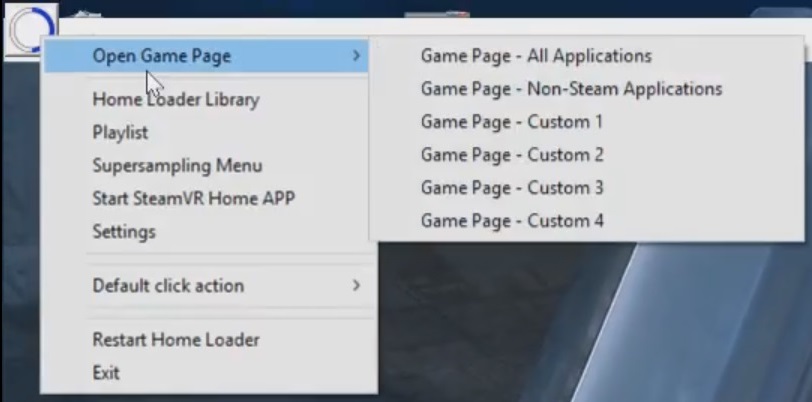 Open Game Page
Home Loader Library
Playlist
Supersampling Menu
Start SteamVR Home APP
Settings
Default click action
Restart Home Loader
Exit
Game Page - All Applications
Game Page - Non-Steam Applications
Game Page - Custom 1
Game Page - Custom 2
Game Page - Custom 3
Game Page - Custom 4